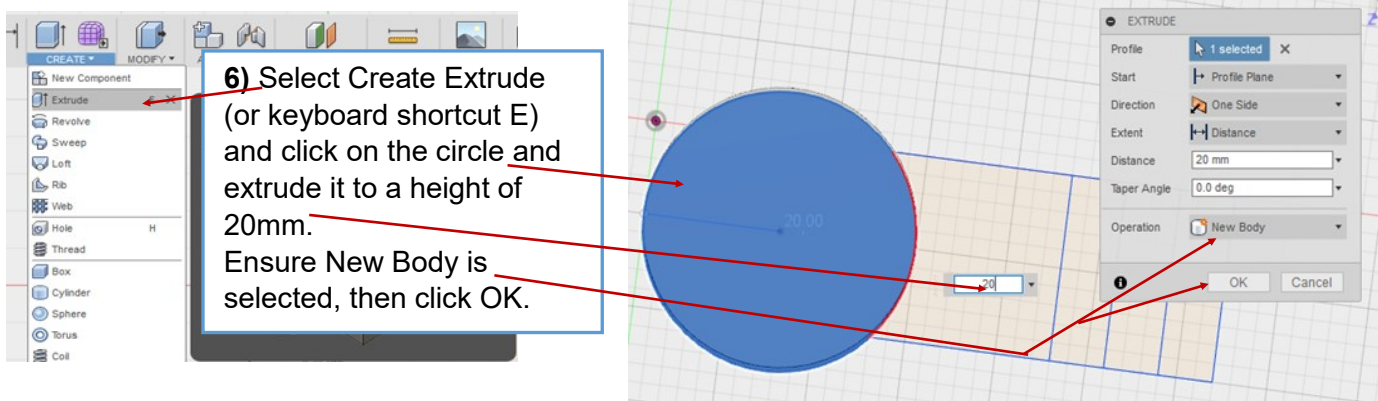 CREATE ▾ MODIFY ▾
New Component
Extrude
Revolve
Sweep
Loft
Rib
Web
Hole H
Thread
Box
Cylinder
Sphere
Torus
Coil
6) Select Create Extrude
(or keyboard shortcut E)
and click on the circle and
extrude it to a height of
20mm.
Ensure New Body is
selected, then click OK.
20.00
20
EXTRUDE
Profile 1 selected
Start Profile Plane
Direction One Side
Extent Distance
Distance 20 mm
Taper Angle 0.0 deg
Operation New Body
OK Cancel